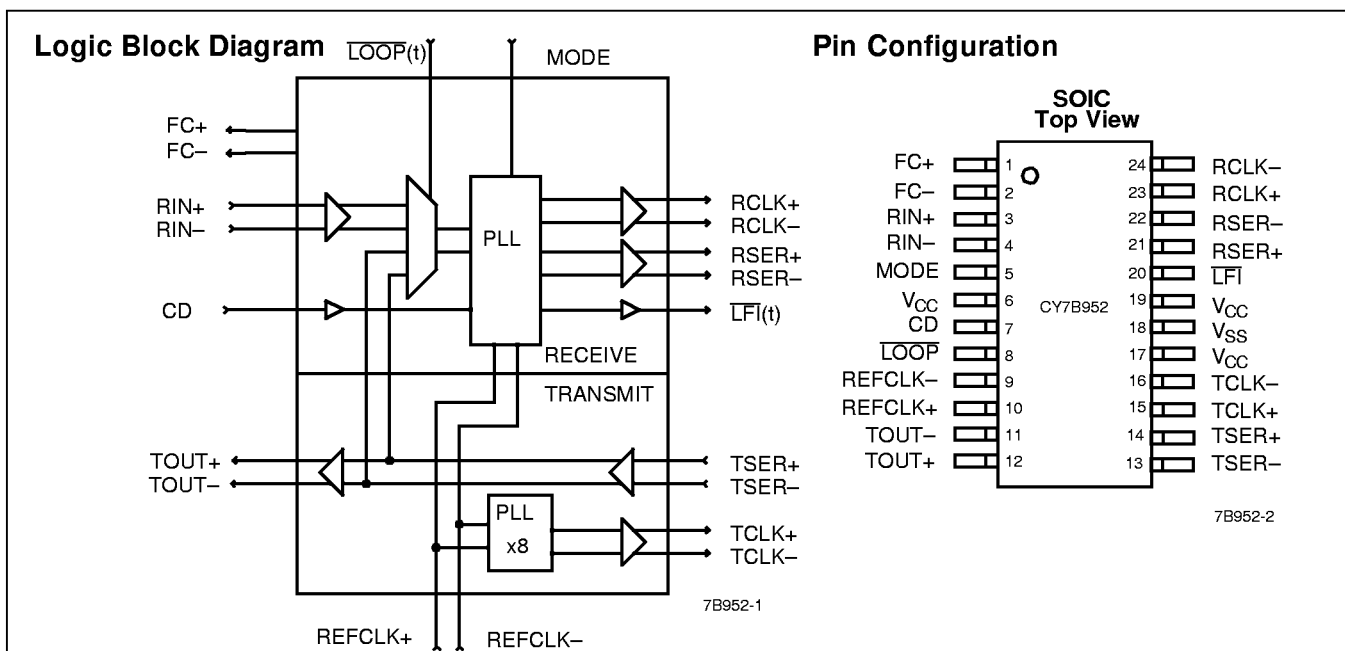 Logic Block Diagram
LOOP(t)
MODE
FC+
FC–
RIN+
RIN–
CD
PLL
RCLK+
RCLK–
RSER+
RSER–
LFI(t)
RECEIVE
TRANSMIT
TOUT+
TOUT–
TSER+
TSER–
PLL
x8
TCLK+
TCLK–
7B952-1
REFCLK+
REFCLK–
Pin Configuration
SOIC
Top View
FC+ 1
FC– 2
RIN+ 3
RIN– 4
MODE 5
VCC 6
CD 7
LOOP 8
REFCLK– 9
REFCLK+ 10
TOUT– 11
TOUT+ 12
CY7B952
24 RCLK–
23 RCLK+
22 RSER–
21 RSER+
20 LFI
19 VCC
18 VSS
17 VCC
16 TCLK–
15 TCLK+
14 TSER+
13 TSER–
7B952-2